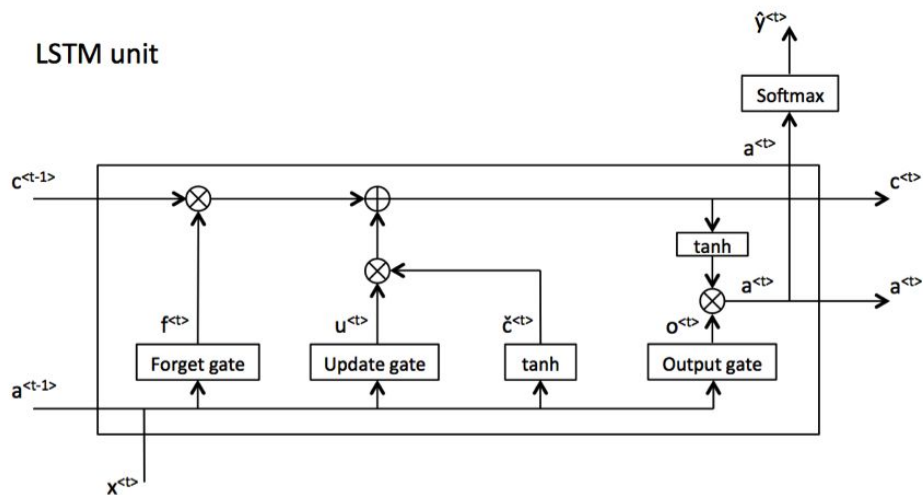 ŷ<t>
LSTM unit
Softmax
a<t>
c<t-1>
c<t>
tanh
a<t>
a<t>
f<t>
u<t>
č<t>
o<t>
Forget gate
Update gate
tanh
Output gate
a<t-1>
x<t>